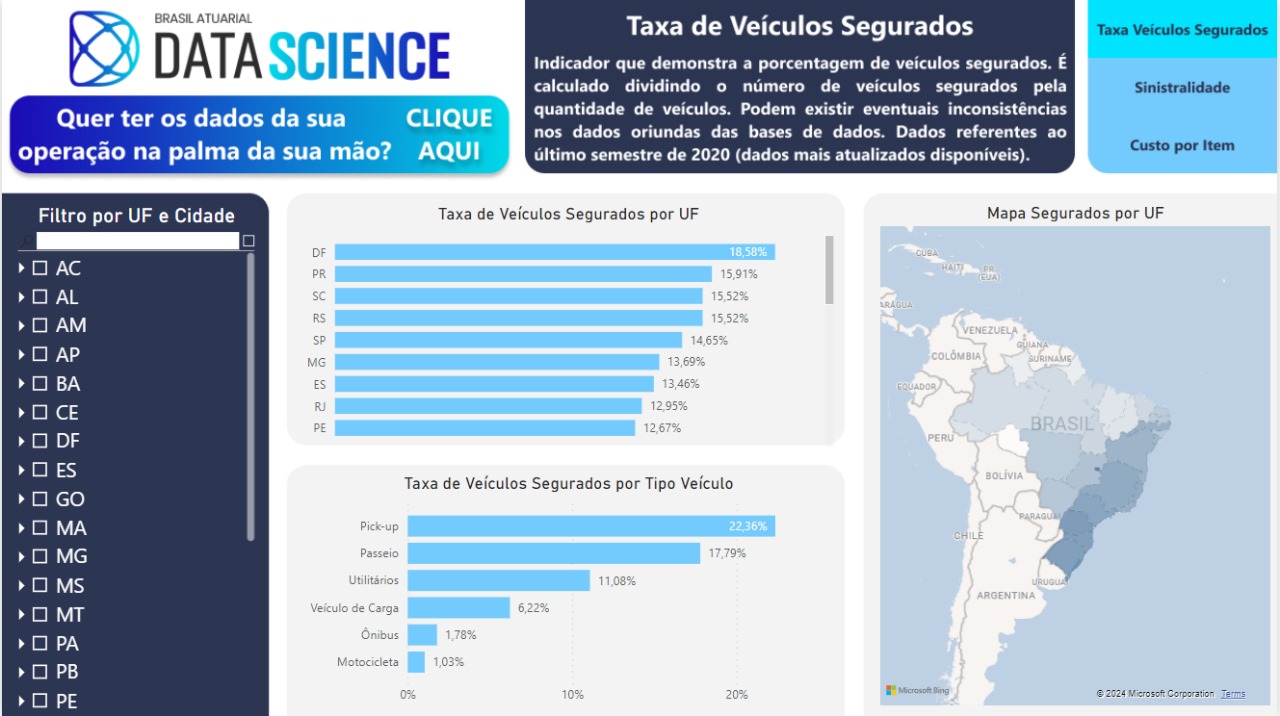 BRASIL ATUARIAL
DATA SCIENCE
Quer ter os dados da sua
operação na palma da sua mão?
CLIQUE
AQUI
Taxa de Veículos Segurados
Indicador que demonstra a porcentagem de veículos segurados. É
calculado dividindo o número de veículos segurados pela
quantidade de veículos. Podem existir eventuais inconsistências
nos dados oriundas das bases de dados. Dados referentes ao
último semestre de 2020 (dados mais atualizados disponíveis).
Taxa Veículos Segurados
Sinistralidade
Custo por Item
Filtro por UF e Cidade
AC
AL
AM
AP
BA
CE
DF
ES
GO
MA
MG
MS
MT
PA
PB
PE
Taxa de Veículos Segurados por UF
DF 18,58%
PR 15,91%
SC 15,52%
RS 15,52%
SP 14,65%
MG 13,69%
ES 13,46%
RJ 12,95%
PE 12,67%
Taxa de Veículos Segurados por Tipo Veículo
Pick-up 22,36%
Passeio 17,79%
Utilitários 11,08%
Veículo de Carga 6,22%
Ônibus 1,78%
Motocicleta 1,03%
0% 10% 20%
Mapa Segurados por UF
CUBA
HAITI
PR
(EUA)
ARÁGUA
VENEZUELA
GUIANA
SURINAME
COLÔMBIA
EQUADOR
BRASIL
PERU
BOLÍVIA
PARAGUAI
CHILE
URUGUAI
ARGENTINA
Microsoft Bing
© 2024 Microsoft Corporation Terms